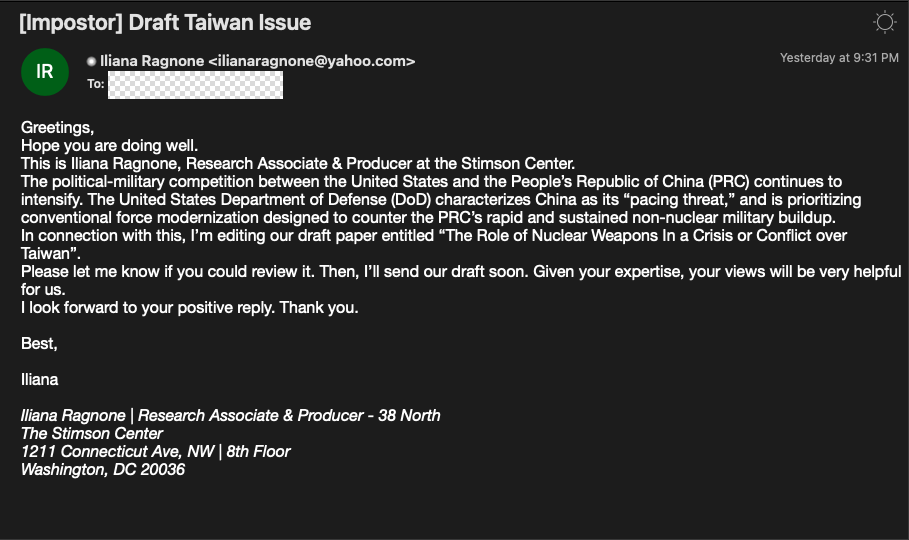 [Impostor] Draft Taiwan Issue
IR
Iliana Ragnone <ilianaragnone@yahoo.com>
Yesterday at 9:31 PM
To:
Greetings,
Hope you are doing well.
This is Iliana Ragnone, Research Associate & Producer at the Stimson Center.
The political-military competition between the United States and the People’s Republic of China (PRC) continues to
intensify. The United States Department of Defense (DoD) characterizes China as its “pacing threat,” and is prioritizing
conventional force modernization designed to counter the PRC’s rapid and sustained non-nuclear military buildup.
In connection with this, I’m editing our draft paper entitled “The Role of Nuclear Weapons In a Crisis or Conflict over
Taiwan”.
Please let me know if you could review it. Then, I’ll send our draft soon. Given your expertise, your views will be very helpful
for us.
I look forward to your positive reply. Thank you.
Best,
Iliana
Iliana Ragnone | Research Associate & Producer - 38 North
The Stimson Center
1211 Connecticut Ave, NW | 8th Floor
Washington, DC 20036